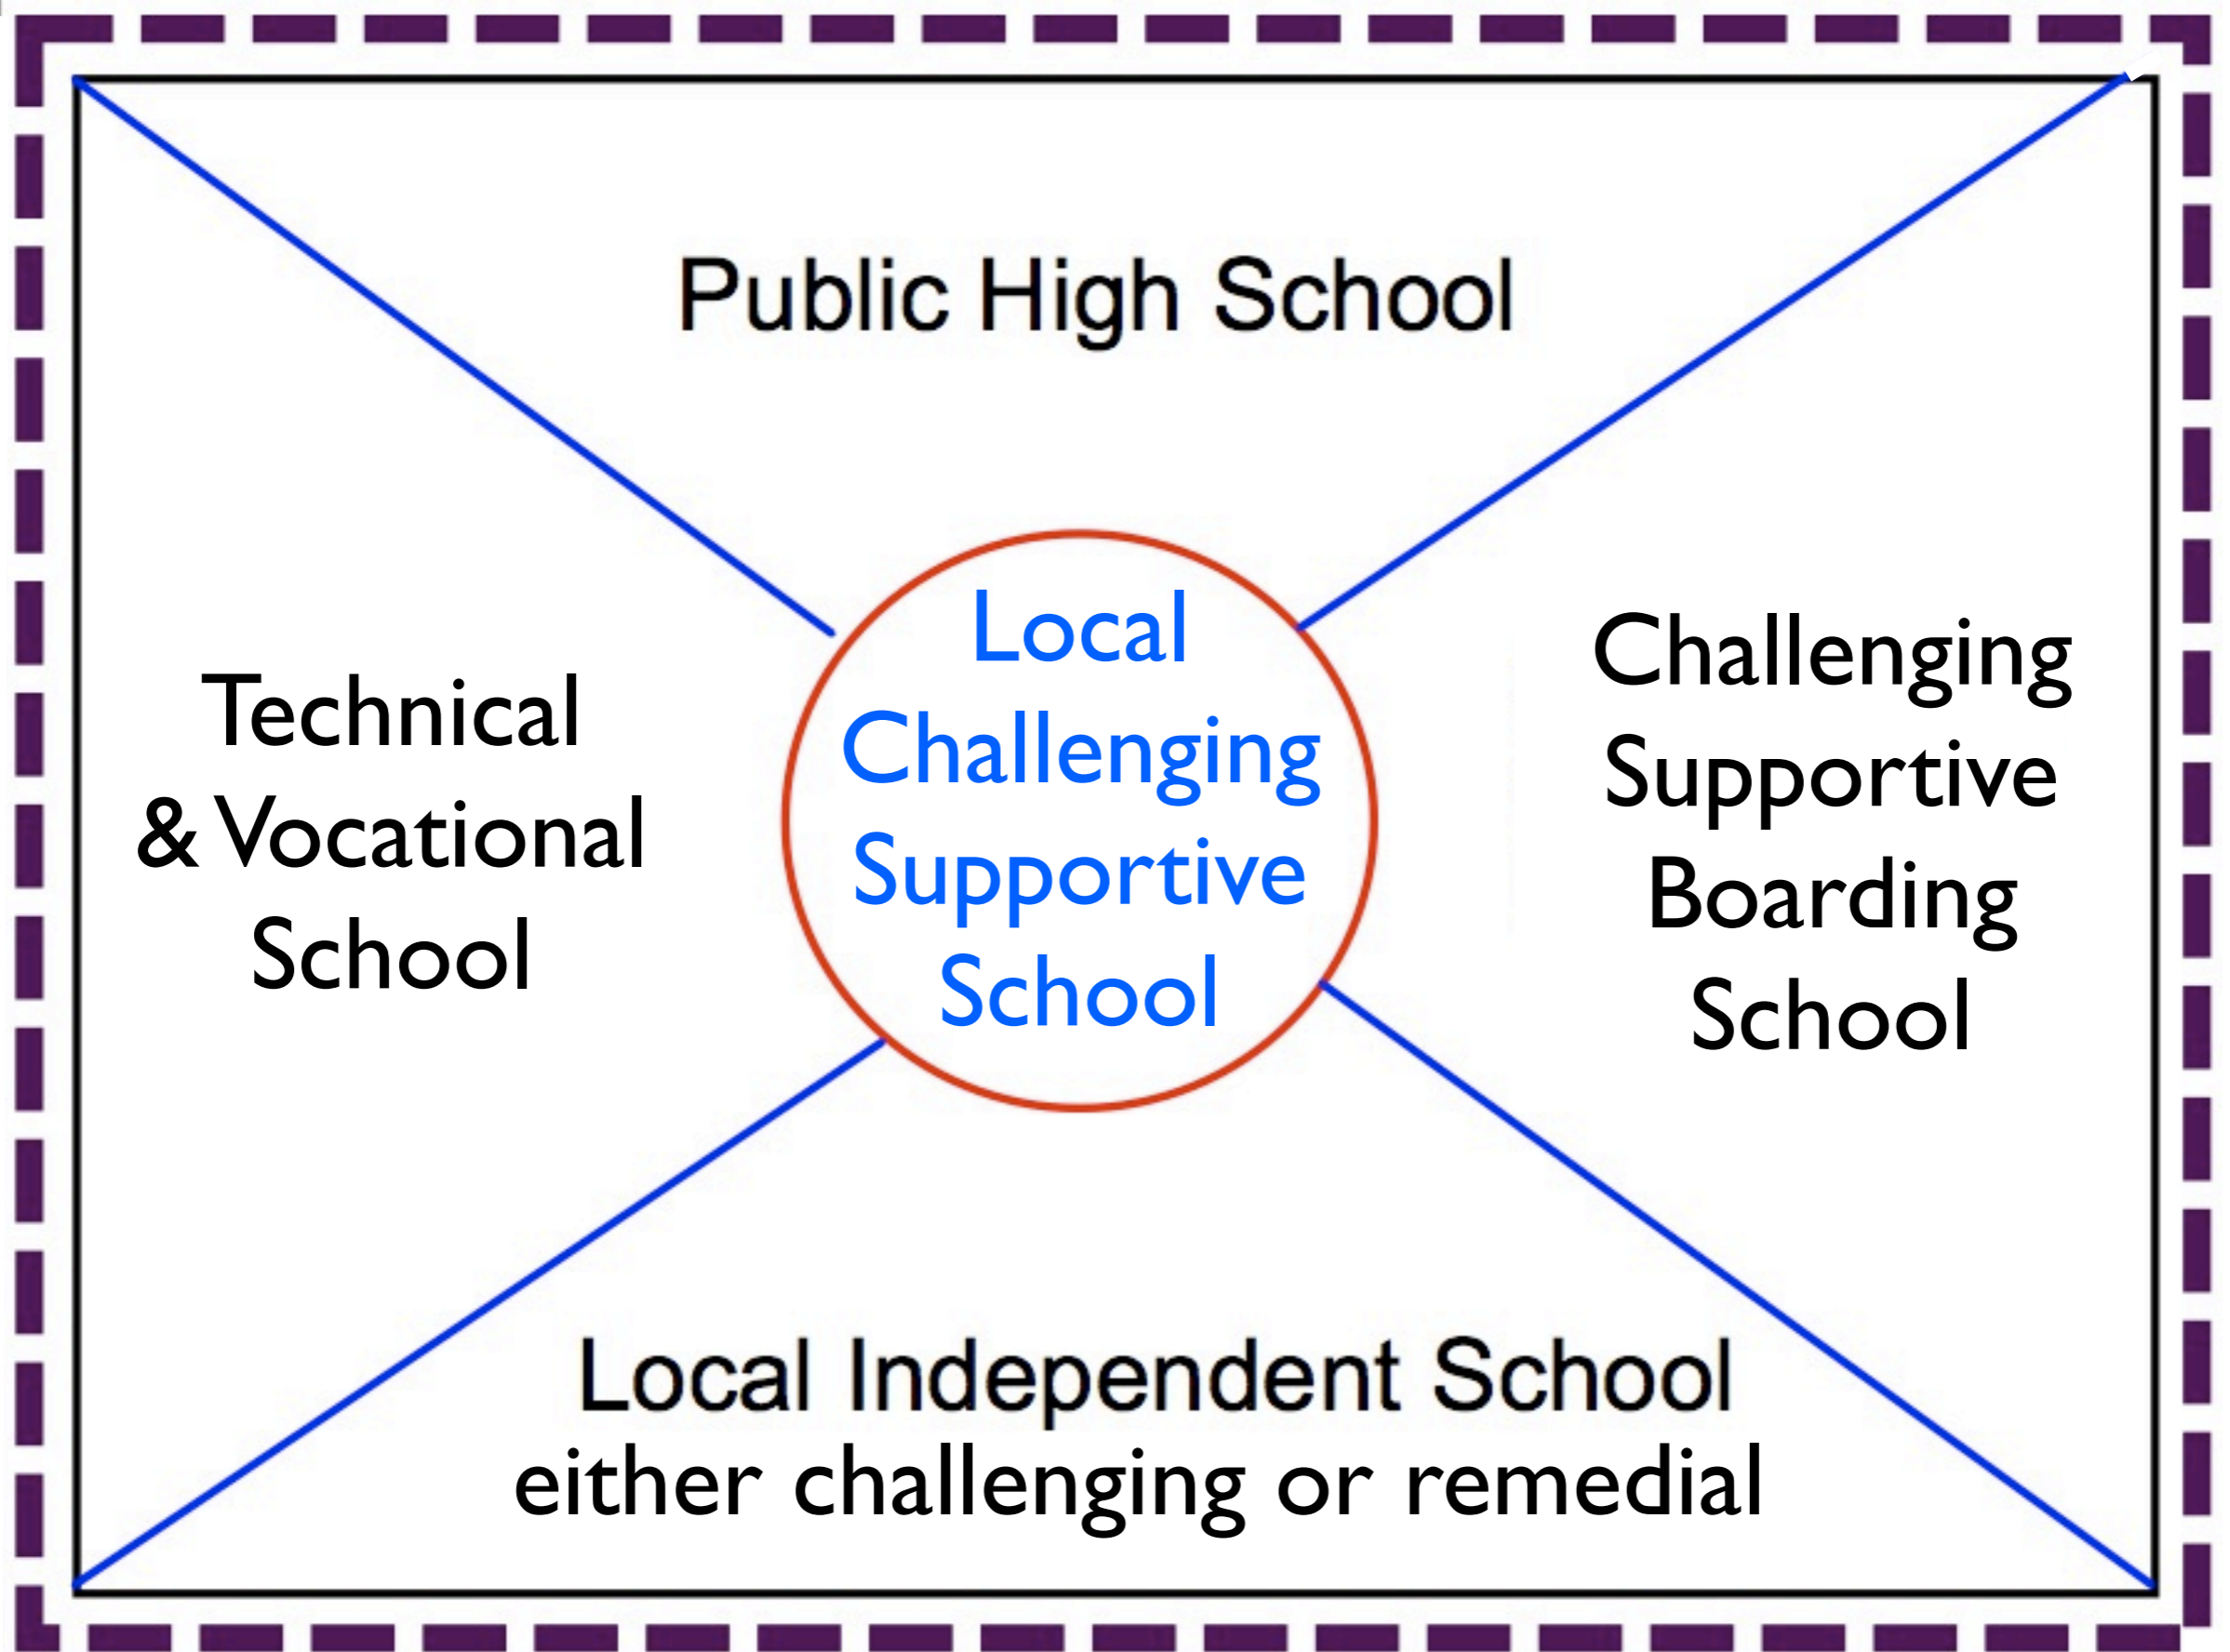 Public High School
Technical
& Vocational
School
Local
Challenging
Supportive
School
Challenging
Supportive
Boarding
School
Local Independent School
either challenging or remedial